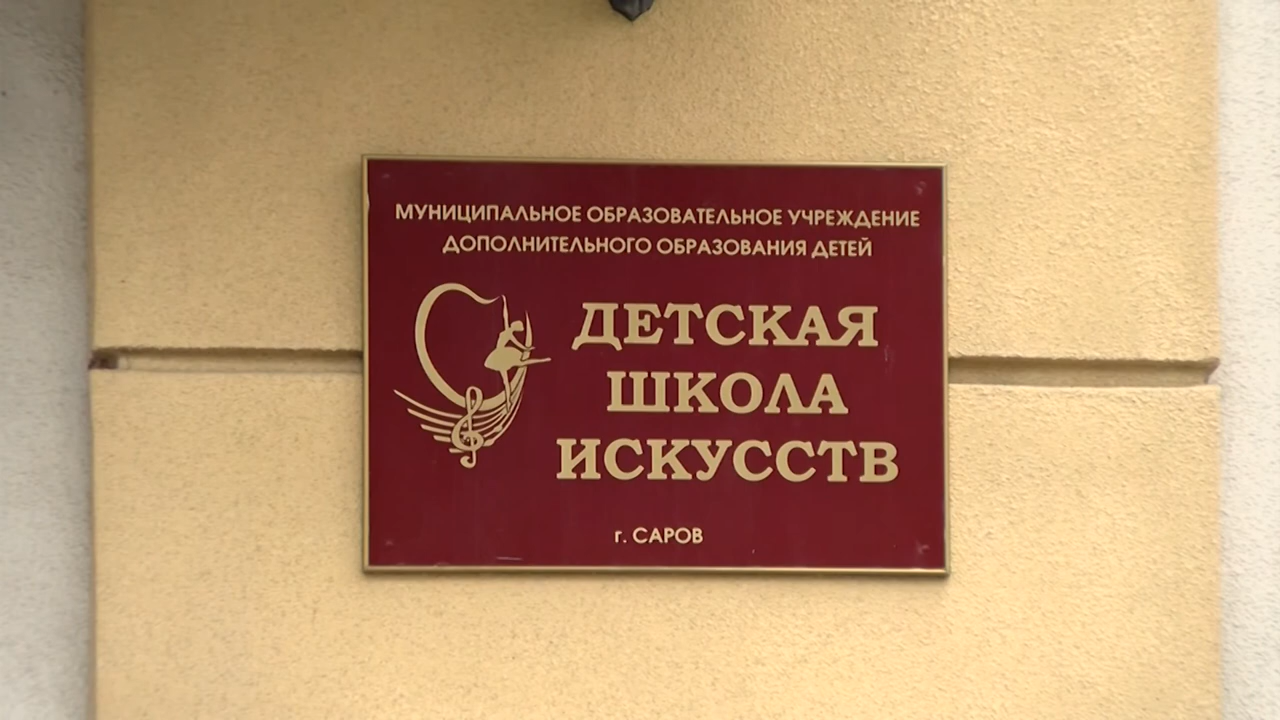 МУНИЦИПАЛЬНОЕ ОБРАЗОВАТЕЛЬНОЕ УЧРЕЖДЕНИЕ
ДОПОЛНИТЕЛЬНОГО ОБРАЗОВАНИЯ ДЕТЕЙ
ДЕТСКАЯ
ШКОЛА
ИСКУССТВ
г. САРОВ